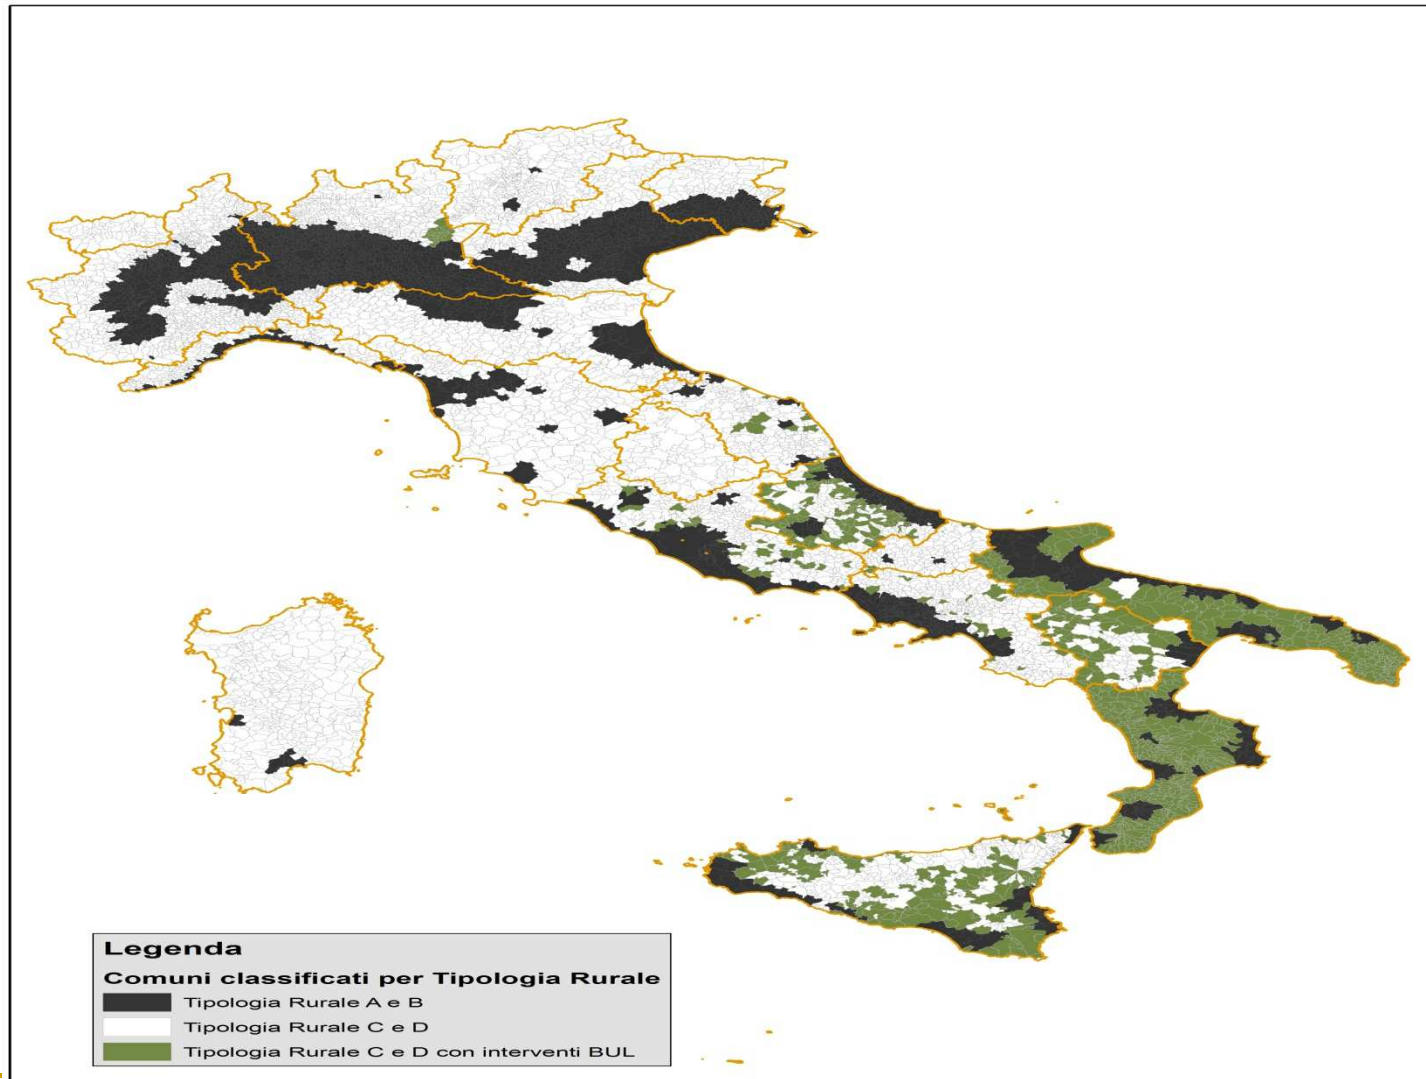 Legenda
Comuni classificati per Tipologia Rurale
Tipologia Rurale A e B
Tipologia Rurale C e D
Tipologia Rurale C e D con interventi BUL